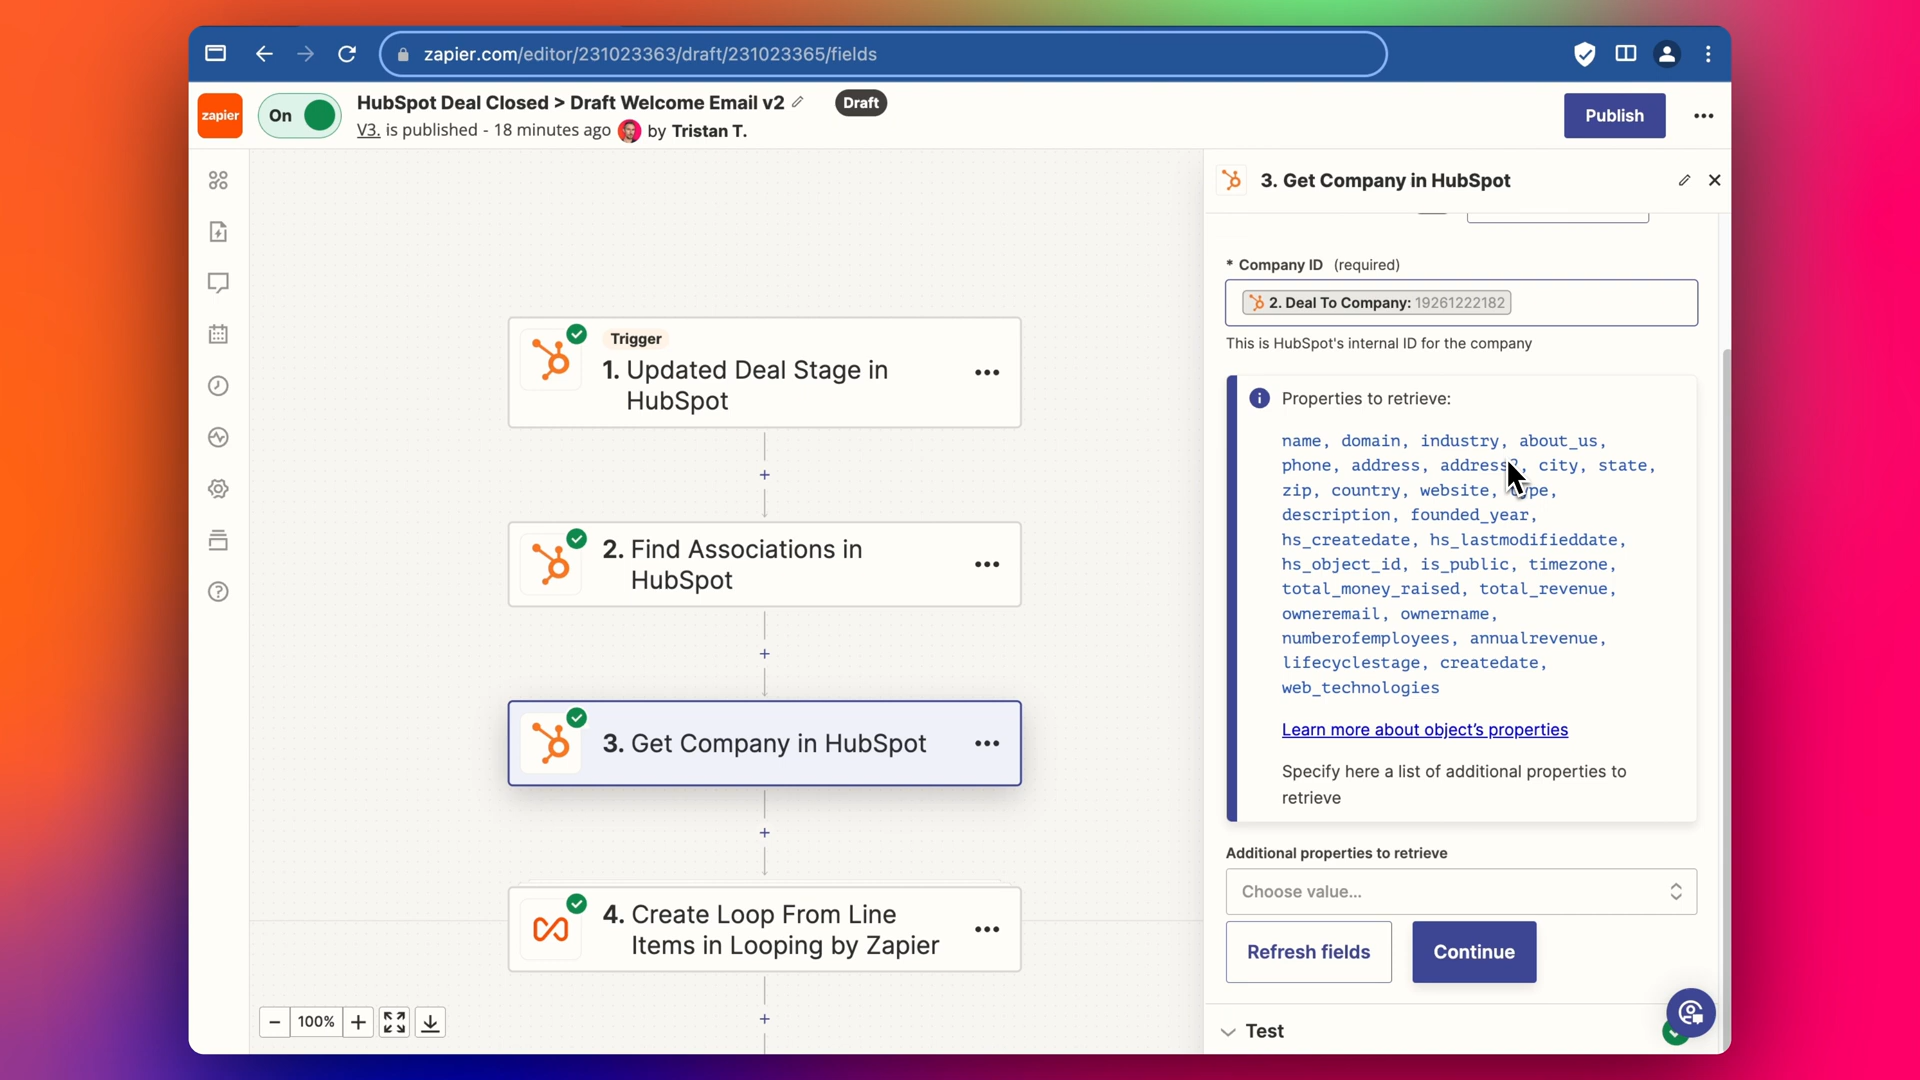 zapier.com/editor/231023363/draft/231023365/fields
zapier
On
HubSpot Deal Closed > Draft Welcome Email v2
Draft
V3. is published - 18 minutes ago by Tristan T.
Publish
Trigger
1. Updated Deal Stage in
HubSpot
2. Find Associations in
HubSpot
3. Get Company in HubSpot
4. Create Loop From Line
Items in Looping by Zapier
100%
3. Get Company in HubSpot
* Company ID (required)
2. Deal To Company: 19261222182
This is HubSpot's internal ID for the company
Properties to retrieve:
name, domain, industry, about_us,
phone, address, address2, city, state,
zip, country, website, type,
description, founded_year,
hs_createdate, hs_lastmodifieddate,
hs_object_id, is_public, timezone,
total_money_raised, total_revenue,
owneremail, ownername,
numberofemployees, annualrevenue,
lifecyclestage, createdate,
web_technologies
Learn more about object's properties
Specify here a list of additional properties to
retrieve
Additional properties to retrieve
Choose value...
Refresh fields
Continue
Test